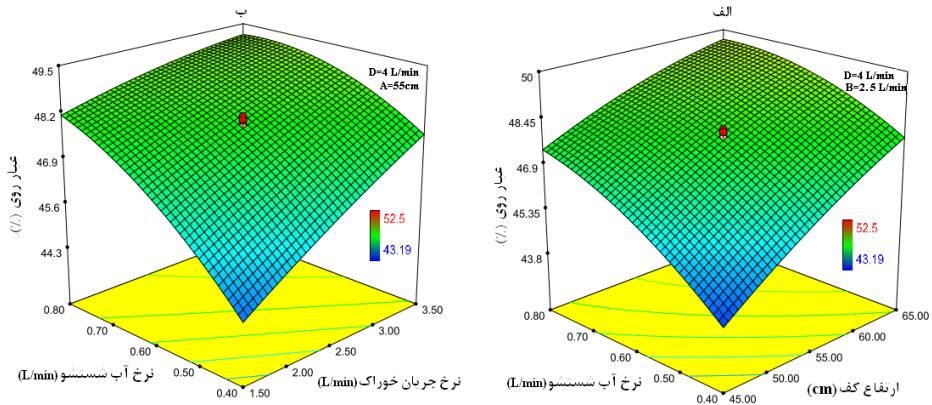 ب
D=4 L/min
A=55cm
49.5
48.2
46.9
45.6
44.3
عیار روی (٪)
52.5
43.19
0.80
0.70
0.60
0.50
0.40
1.50
2.00
2.50
3.00
3.50
نرخ آب شستشو (L/min)
نرخ جریان خوراک (L/min)
الف
D=4 L/min
B=2.5 L/min
50
48.45
46.9
45.35
43.8
عیار روی (٪)
52.5
43.19
0.80
0.70
0.60
0.50
0.40
45.00
50.00
55.00
60.00
65.00
نرخ آب شستشو (L/min)
ارتفاع کف (cm)